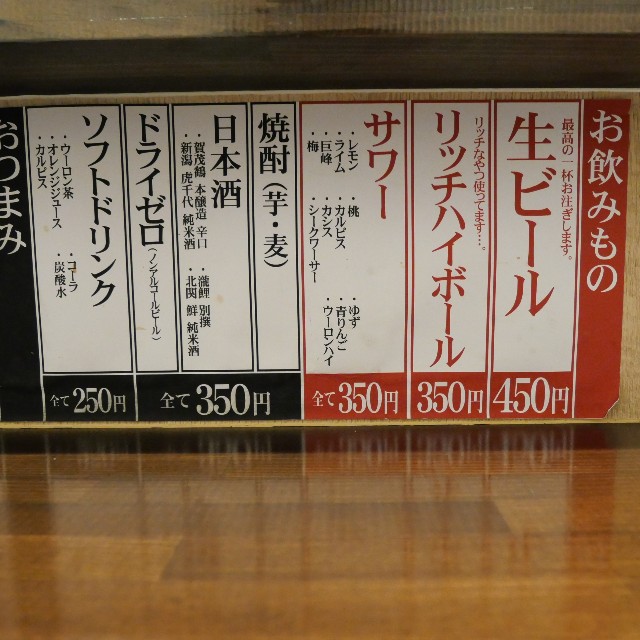 お飲みもの
最高の一杯お注ぎします。
生ビール
450円
リッチなやつ使ってます…。
リッチハイボール
350円
サワー
・レモン
・ライム
・巨峰
・梅
・桃
・カルピス
・カシス
・シークワーサー
・ゆず
・青りんご
・ウーロンハイ
全て350円
焼酎(芋・麦)
日本酒
・賀茂鶴 本醸造 辛口
・新潟 虎千代 純米酒
・瀧鯉 別撰
・北関 鮮 純米酒
ドライゼロ
(ノンアルコールビール)
全て350円
ソフトドリンク
・ウーロン茶
・オレンジジュース
・カルピス
・コーラ
・炭酸水
全て250円
おつまみ